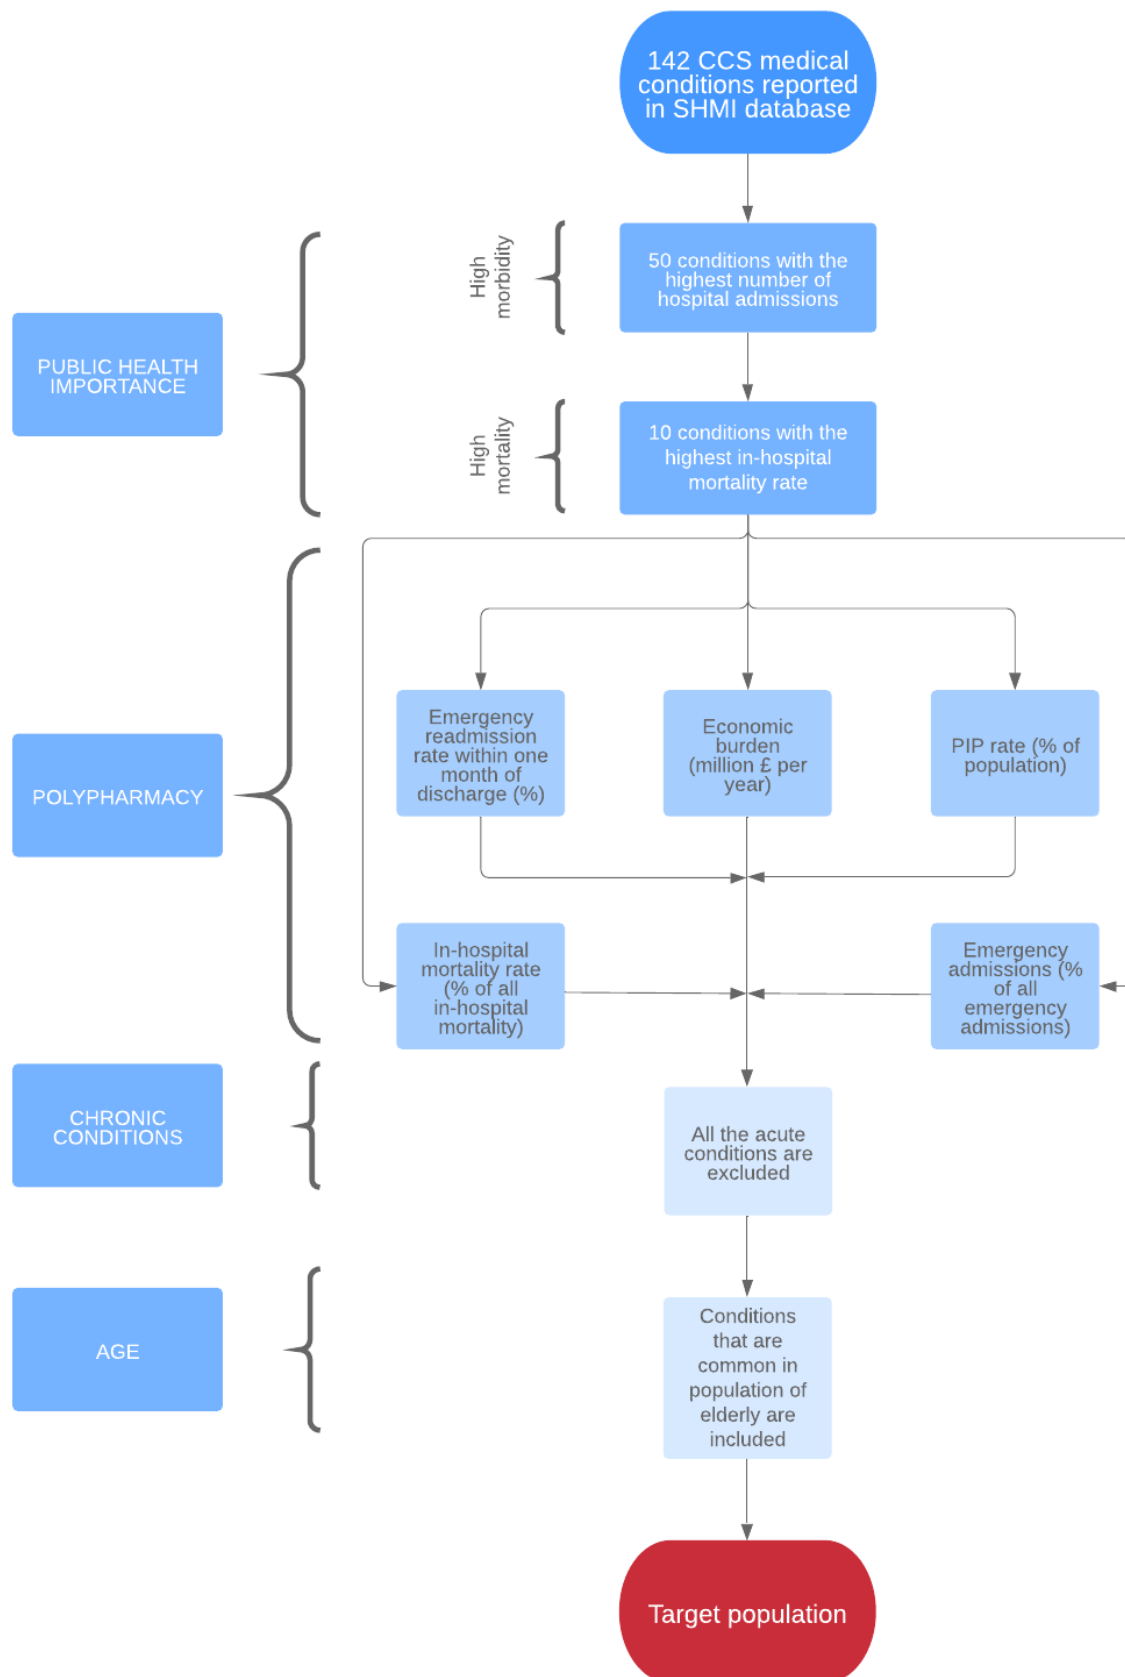 142 CCS medical
conditions reported
in SHMI database
High
morbidity
50 conditions with the
highest number of
hospital admissions
PUBLIC HEALTH
IMPORTANCE
High
mortality
10 conditions with the
highest in-hospital
mortality rate
Emergency
readmission
rate within one
month of
discharge (%)
Economic
burden
(million £ per
year)
PIP rate (% of
population)
POLYPHARMACY
In-hospital
mortality rate
(% of all
in-hospital
mortality)
Emergency
admissions (%
of all
emergency
admissions)
CHRONIC
CONDITIONS
All the acute
conditions are
excluded
AGE
Conditions
that are
common in
population of
elderly are
included
Target population